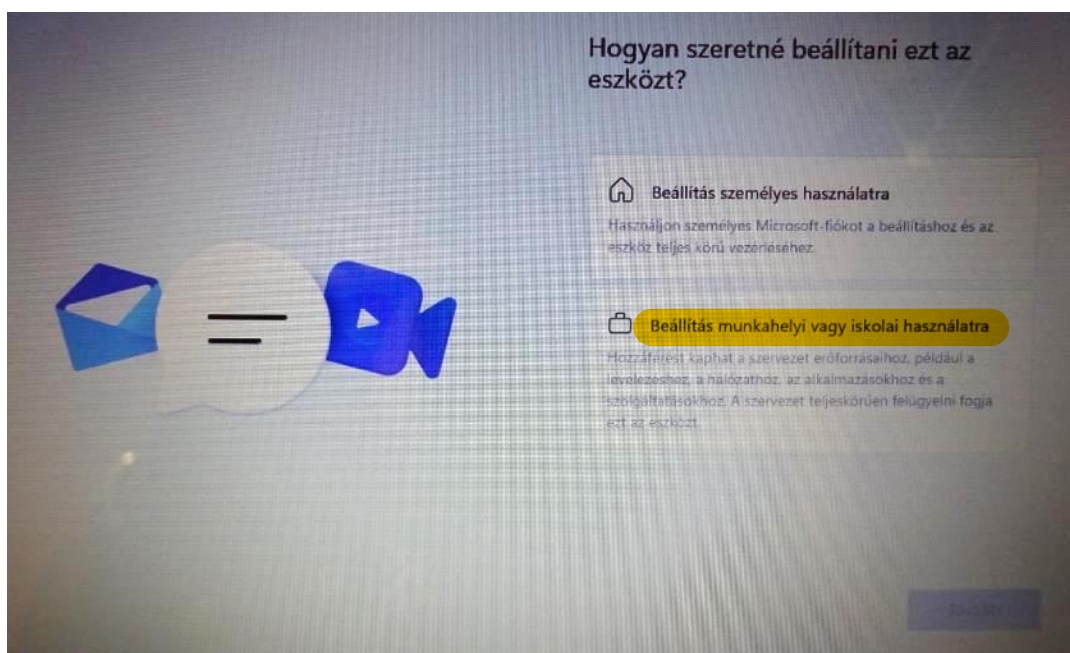 Hogyan szeretné beállítani ezt az
eszközt?
Beállítás személyes használatra
Használjon személyes Microsoft-fiókot a beállításhoz és az
eszköz teljes körű vezérléséhez.
Beállítás munkahelyi vagy iskolai használatra
Hozzáférést kaphat a szervezet erőforrásaihoz, például a
levelezéshez, a hálózathoz, az alkalmazásokhoz és a
szolgáltatásokhoz. A szervezet teljeskörűen felügyelni fogja
ezt az eszközt.